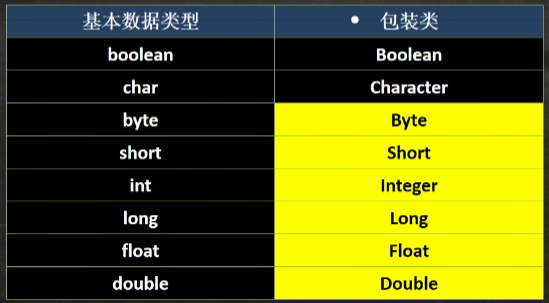 基本数据类型 • 包装类
boolean Boolean
char Character
byte Byte
short Short
int Integer
long Long
float Float
double Double